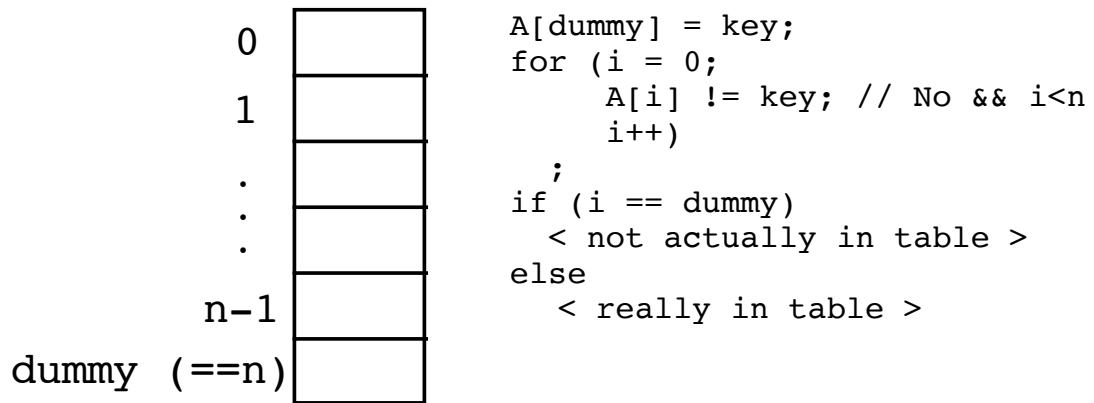 0
1
.
.
.
n-1
dummy (==n)
A[dummy] = key;
for (i = 0;
A[i] != key; // No && i<n
i++)
;
if (i == dummy)
< not actually in table >
else
< really in table >